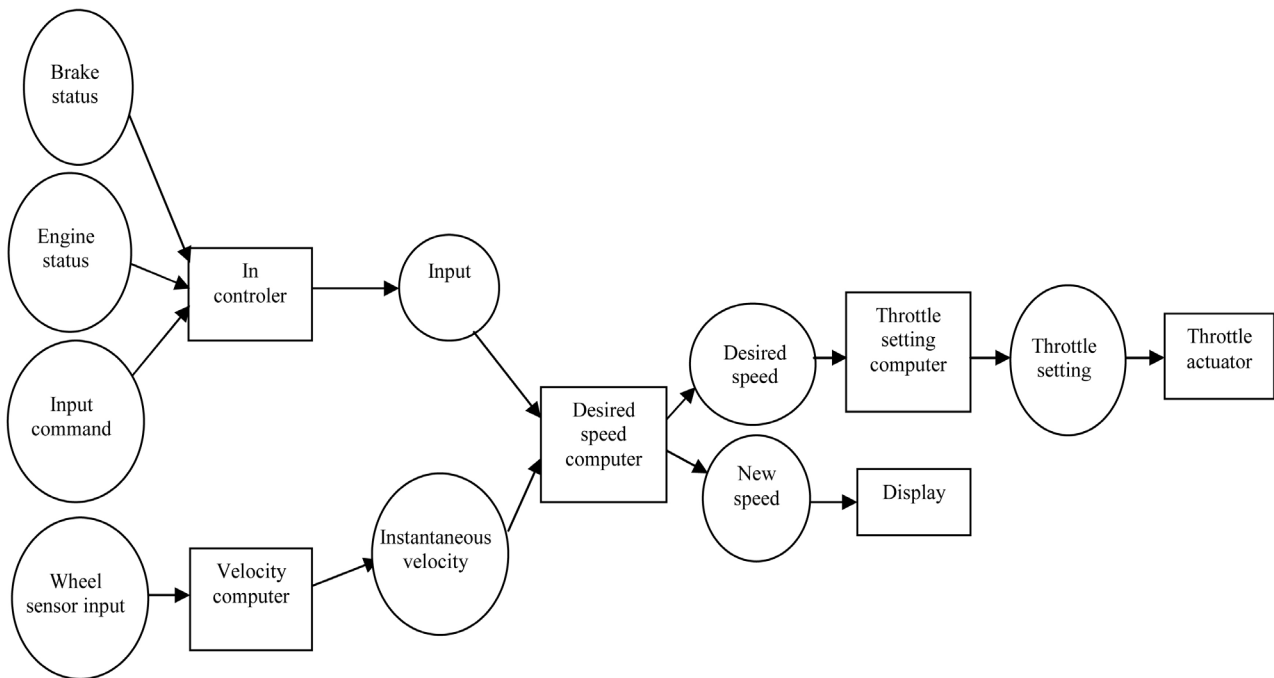 Brake
status
Engine
status
Input
command
Wheel
sensor input
In
controler
Velocity
computer
Input
Instantaneous
velocity
Desired
speed
computer
Desired
speed
New
speed
Throttle
setting
computer
Display
Throttle
setting
Throttle
actuator